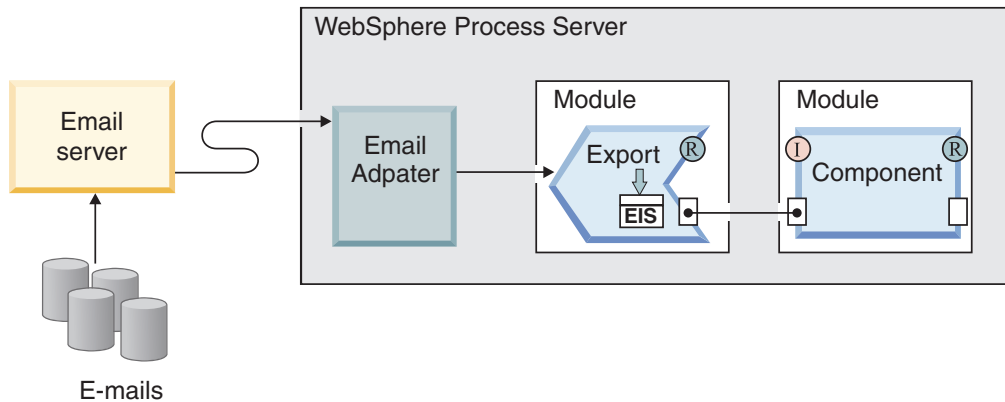 WebSphere Process Server
Email
server
Email
Adpater
Module
Export
R
EIS
Module
I
R
Component
E-mails